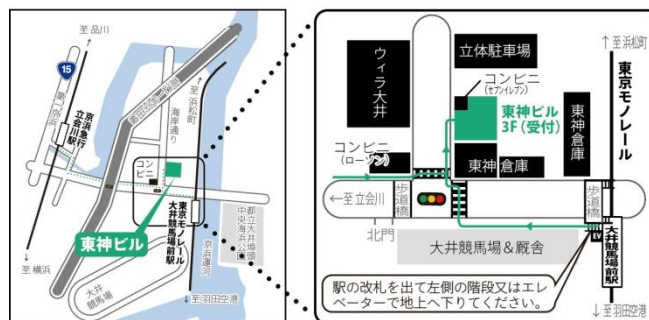 至品川
15
第一京浜
京浜急行
立会川駅
首都高速
海岸通り
至浜松町
コン
ビニ
東神ビル
東京モノレール
大井競馬場前駅
京浜運河
都立大井埠頭
中央海浜公園
大井
競馬場
至横浜
至羽田空港
ウィラ大井
立体駐車場
コンビニ
(セブンイレブン)
東神ビル
3F(受付)
東神倉庫
東神倉庫
至浜松町
東京モノレール
コンビニ
(ローソン)
至立会川
歩道橋
歩道橋
北門
大井競馬場&厩舎
EV
大井競馬場前駅
駅の改札を出て左側の階段又はエレ
ベーターで地上へ下りてください。
至羽田空港